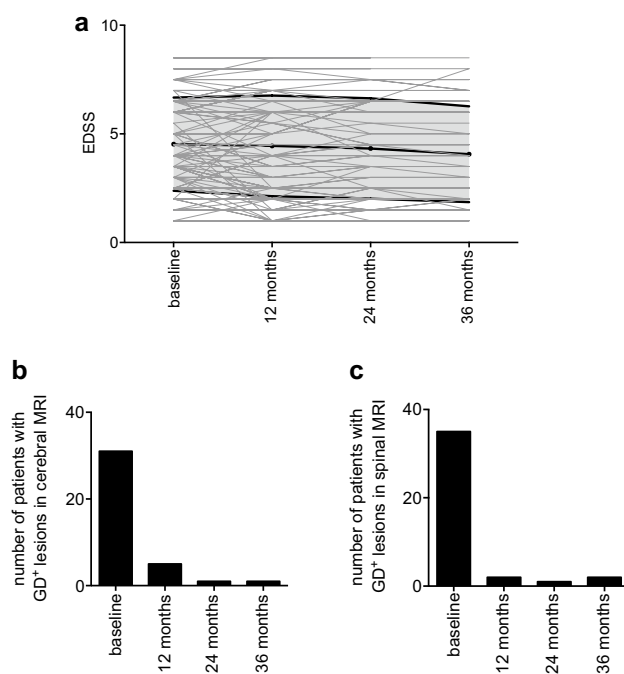 a
10
5
0
EDSS
baseline
12 months
24 months
36 months
b
40
20
0
number of patients with
GD⁺ lesions in cerebral MRI
baseline
12 months
24 months
36 months
c
40
20
0
number of patients with
GD⁺ lesions in spinal MRI
baseline
12 months
24 months
36 months